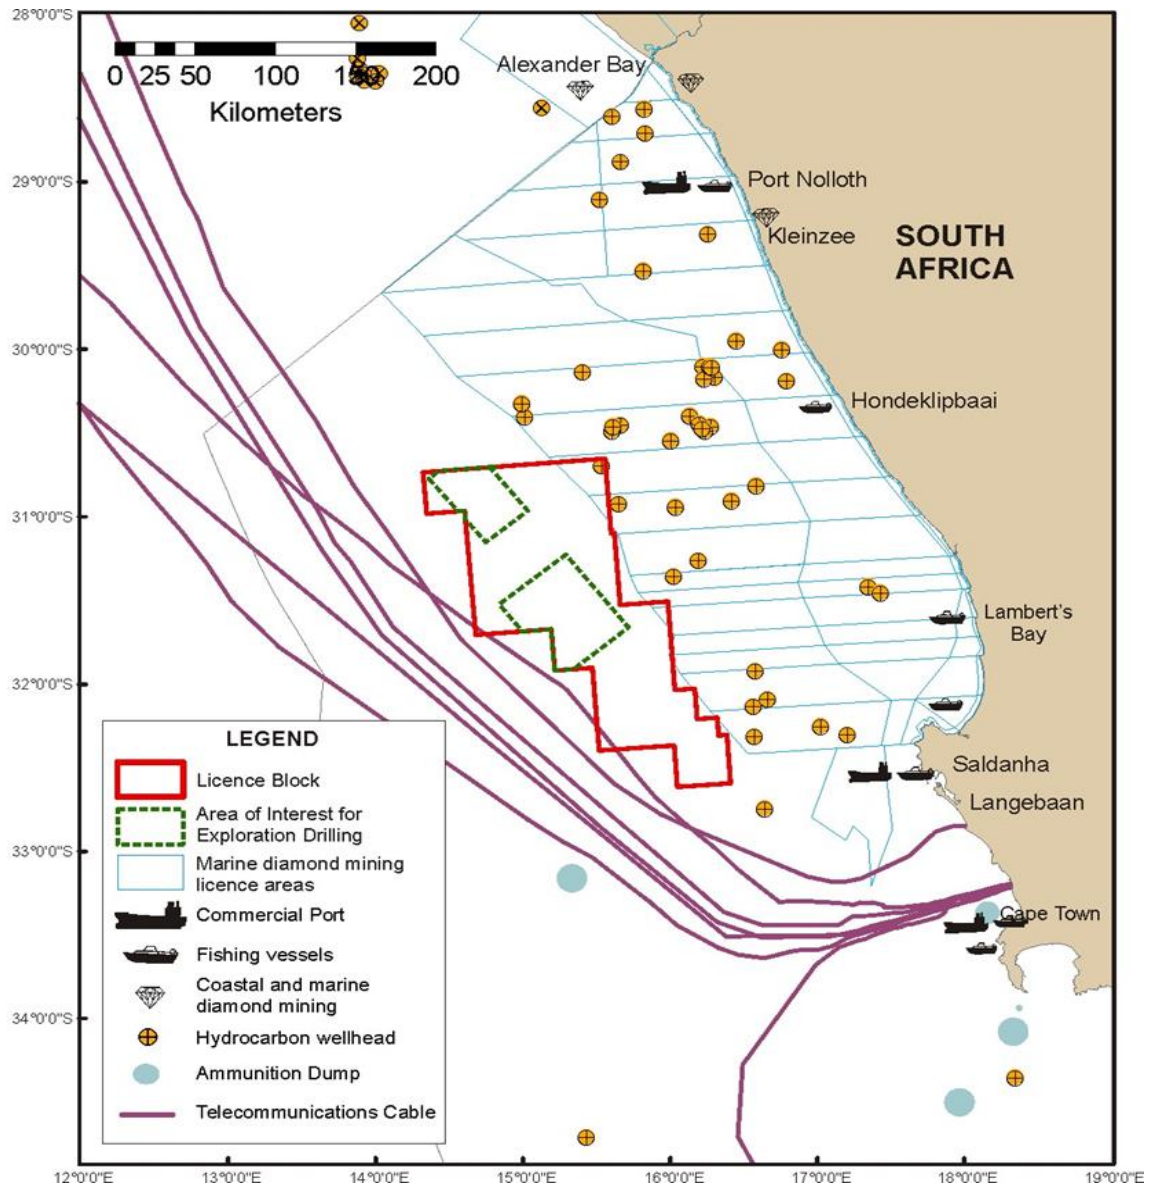 28°0'0"S
0 25 50 100 150 200
Kilometers
Alexander Bay
29°0'0"S
Port Nolloth
Kleinzee
SOUTH
AFRICA
30°0'0"S
Hondeklipbaai
31°0'0"S
Lambert's
Bay
32°0'0"S
Saldanha
Langebaan
33°0'0"S
Cape Town
34°0'0"S
LEGEND
Licence Block
Area of Interest for
Exploration Drilling
Marine diamond mining
licence areas
Commercial Port
Fishing vessels
Coastal and marine
diamond mining
Hydrocarbon wellhead
Ammunition Dump
Telecommunications Cable
12°0'0"E 13°0'0"E 14°0'0"E 15°0'0"E 16°0'0"E 17°0'0"E 18°0'0"E 19°0'0"E